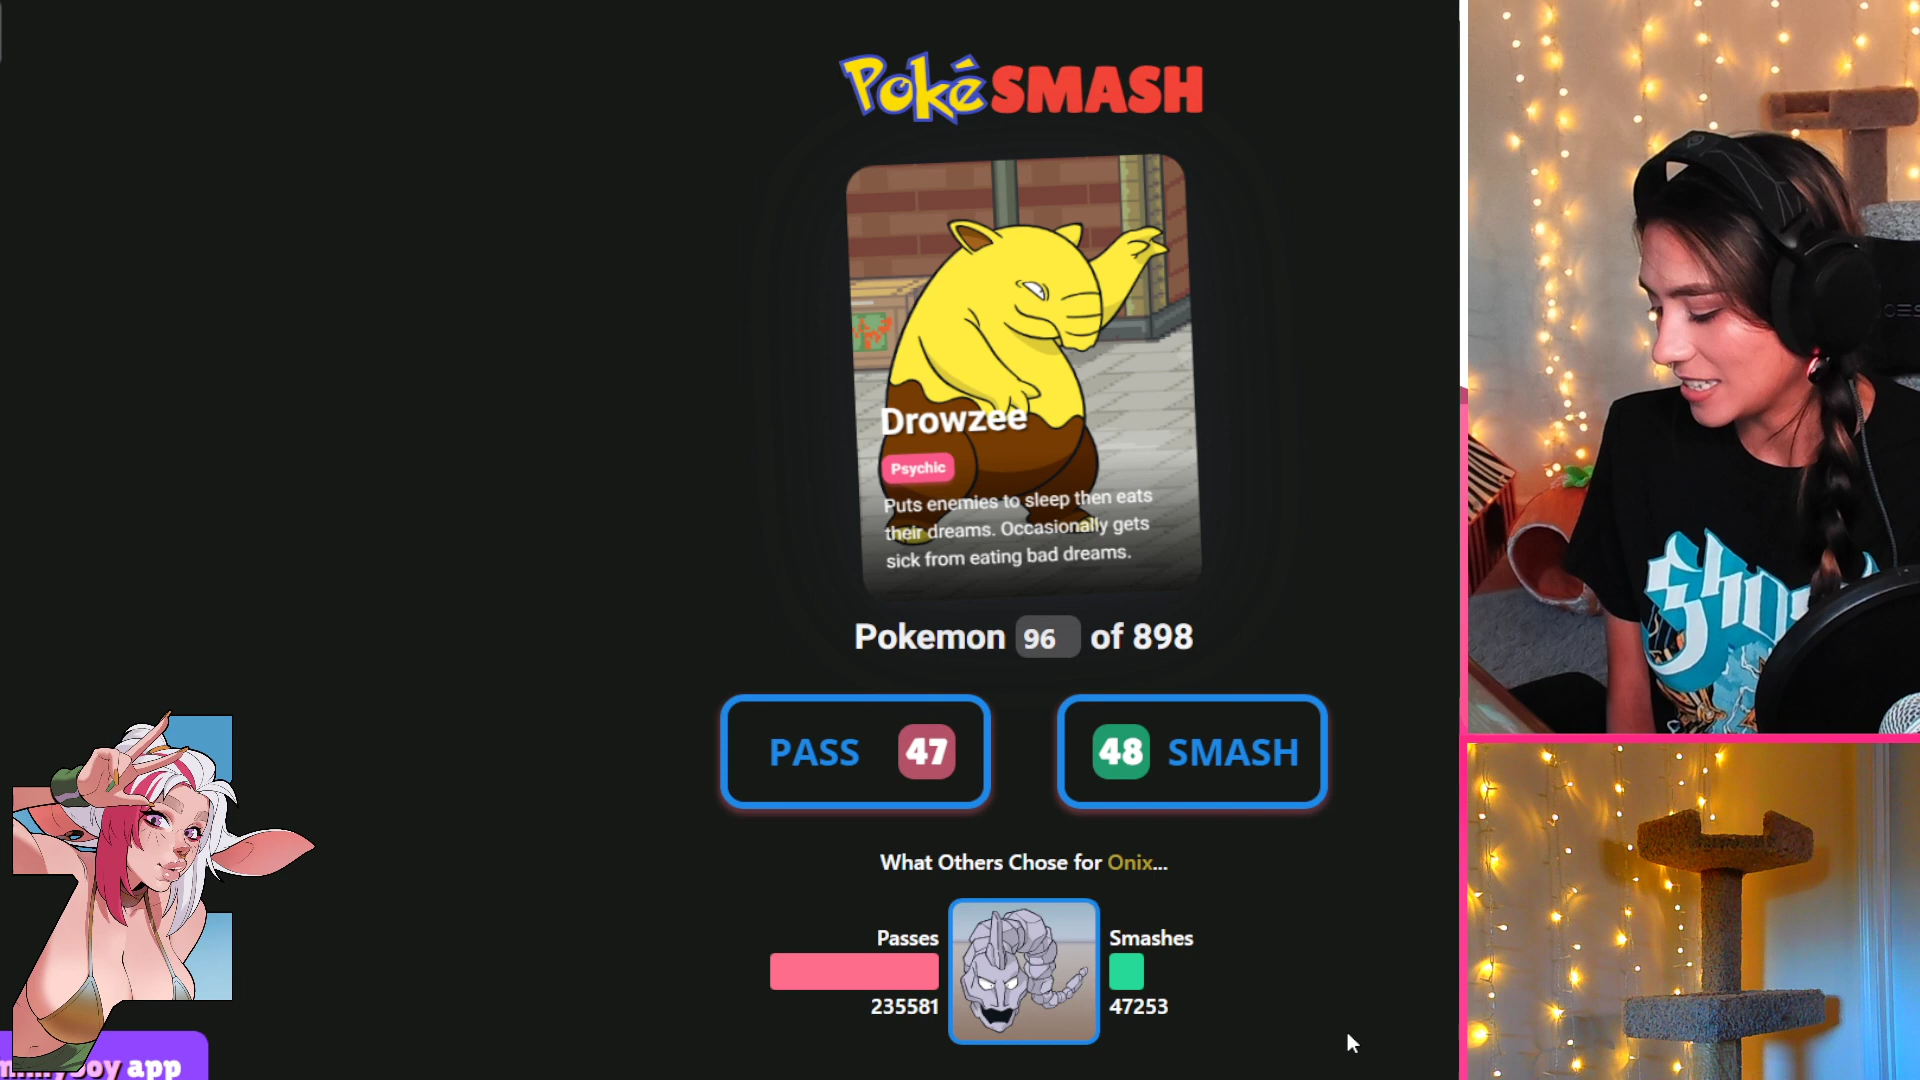 PokéSMASH
Drowzee
Psychic
Puts enemies to sleep then eats
their dreams. Occasionally gets
sick from eating bad dreams.
Pokemon 96 of 898
PASS 47
48 SMASH
What Others Chose for Onix...
Passes
Smashes
235581
47253
app